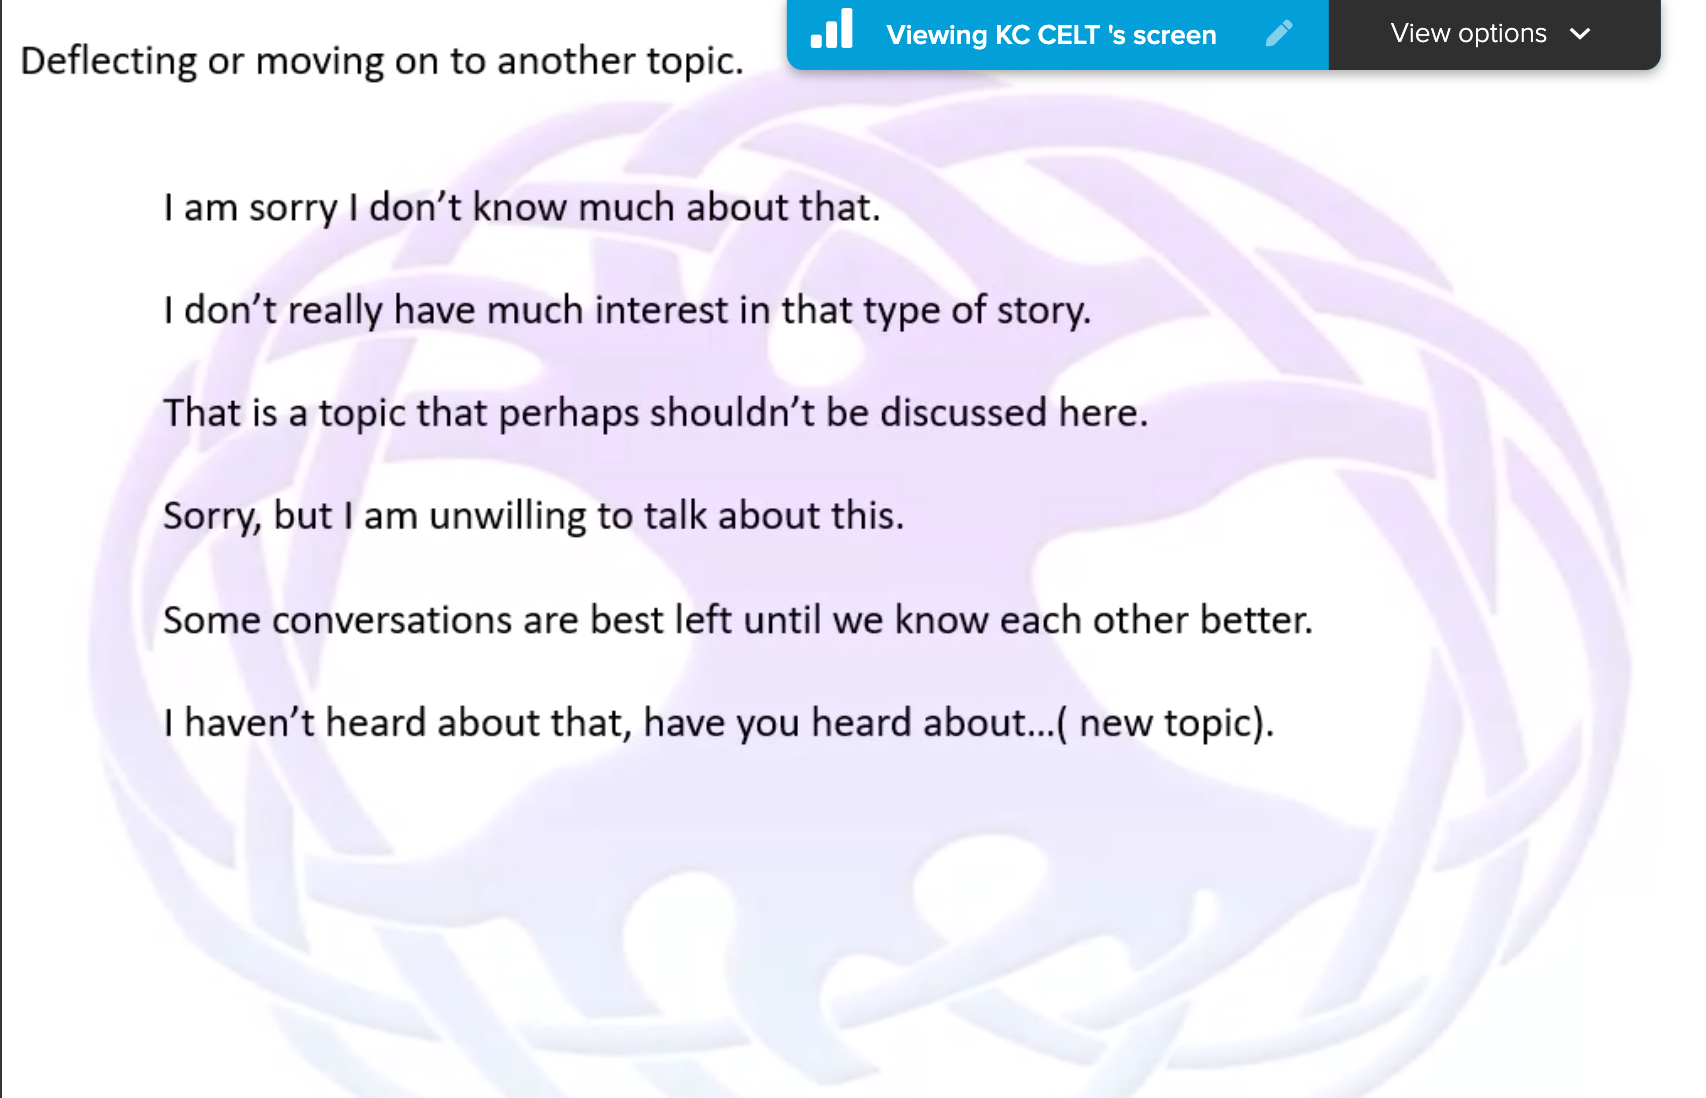 Viewing KC CELT 's screen
View options
Deflecting or moving on to another topic.
I am sorry I don’t know much about that.
I don’t really have much interest in that type of story.
That is a topic that perhaps shouldn’t be discussed here.
Sorry, but I am unwilling to talk about this.
Some conversations are best left until we know each other better.
I haven’t heard about that, have you heard about...( new topic).